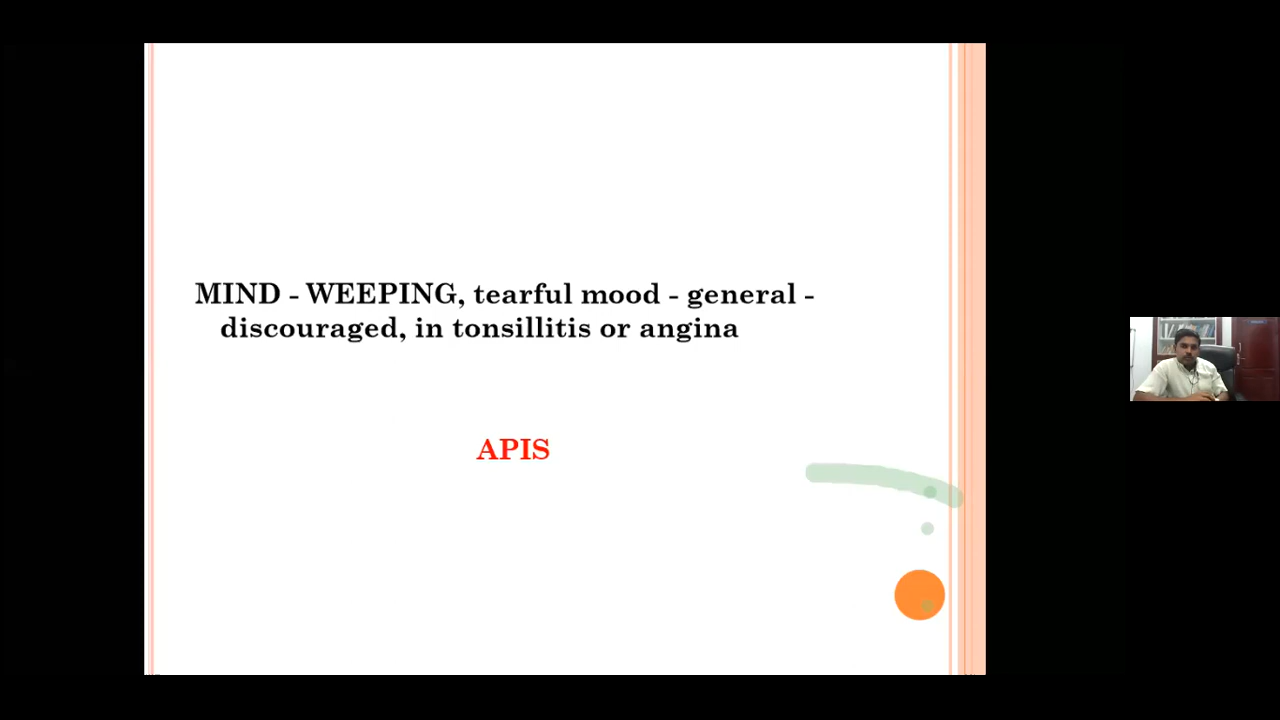 MIND - WEEPING, tearful mood - general -
discouraged, in tonsillitis or angina
APIS